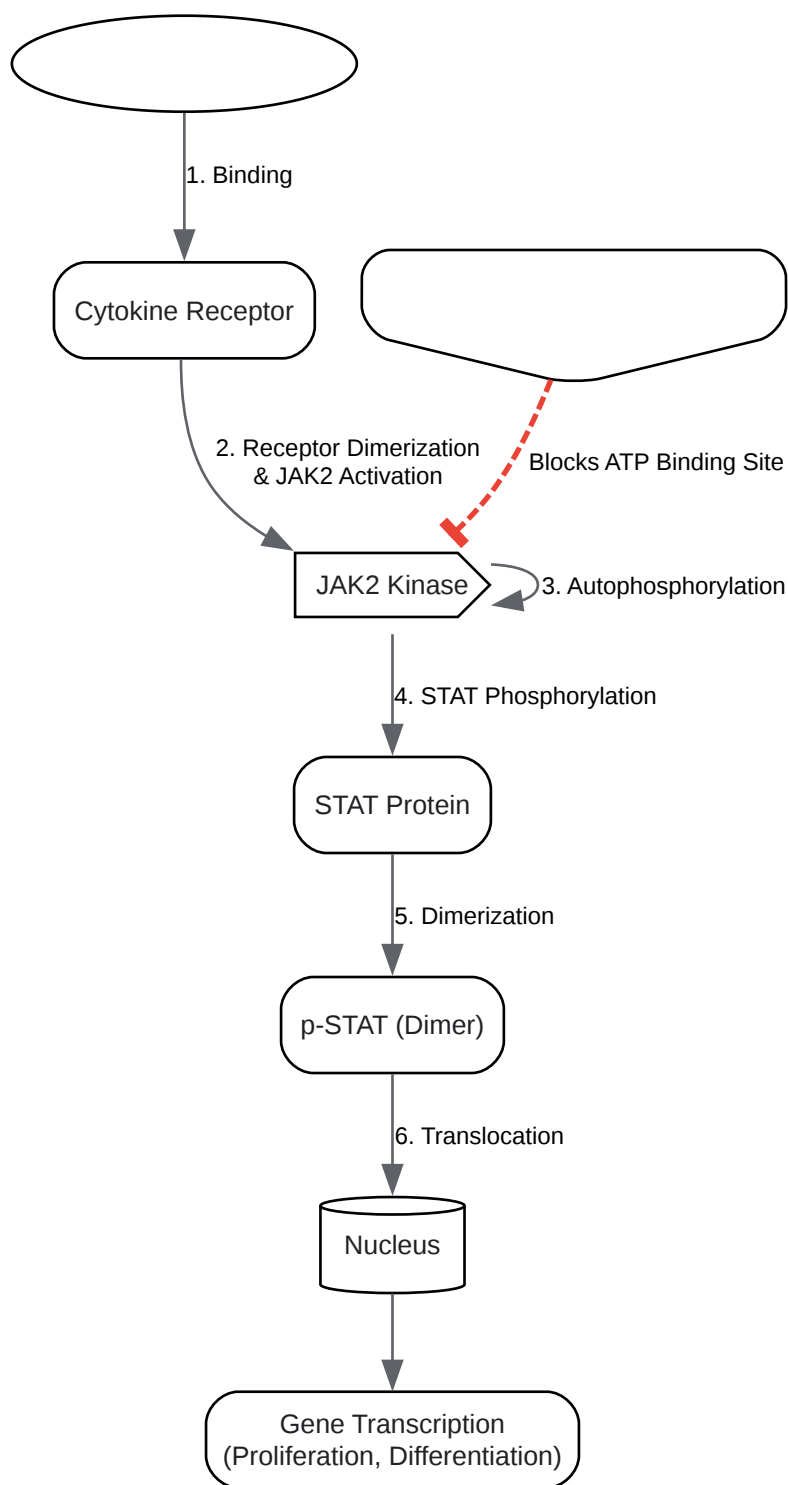 1. Binding
Cytokine Receptor
2. Receptor Dimerization
& JAK2 Activation
Blocks ATP Binding Site
JAK2 Kinase
3. Autophosphorylation
4. STAT Phosphorylation
STAT Protein
5. Dimerization
p-STAT (Dimer)
6. Translocation
Nucleus
Gene Transcription
(Proliferation, Differentiation)